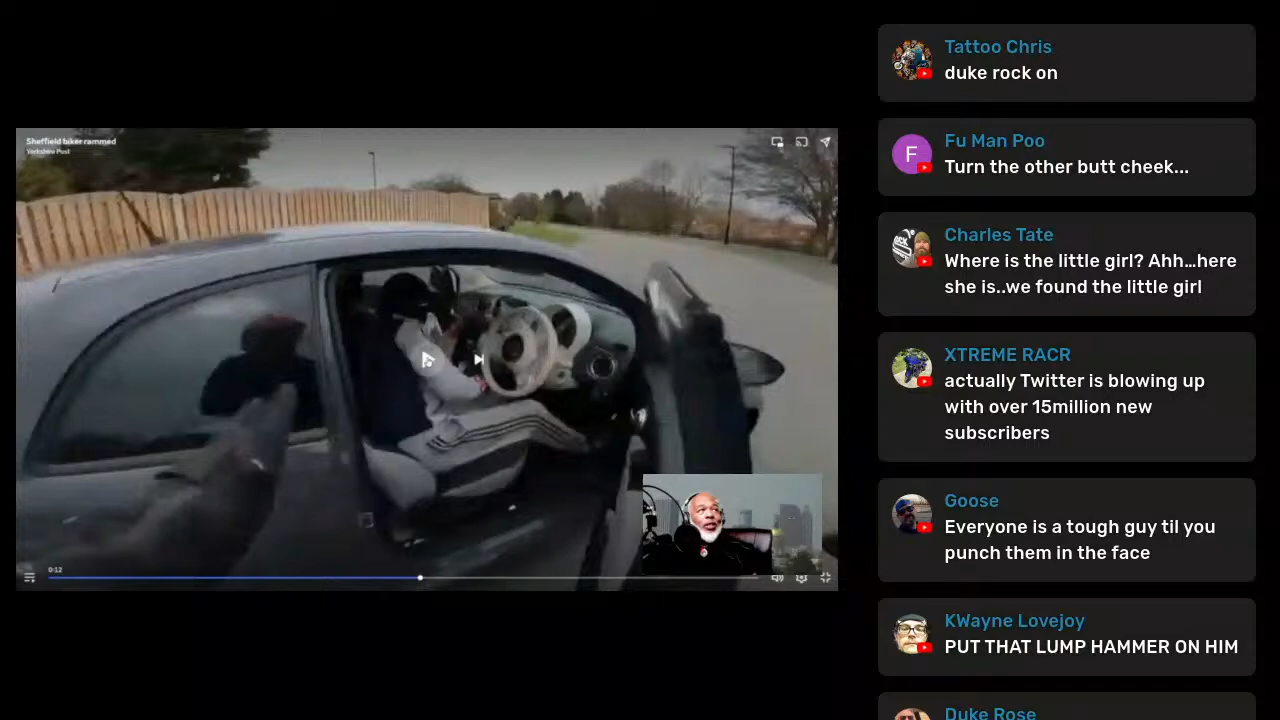 Sheffield biker rammed
Yorkshire Post
0:12
Tattoo Chris
duke rock on
F
Fu Man Poo
Turn the other butt cheek...
Charles Tate
Where is the little girl? Ahh…here
she is..we found the little girl
XTREME RACR
actually Twitter is blowing up
with over 15million new
subscribers
Goose
Everyone is a tough guy til you
punch them in the face
KWayne Lovejoy
PUT THAT LUMP HAMMER ON HIM
Duke Rose